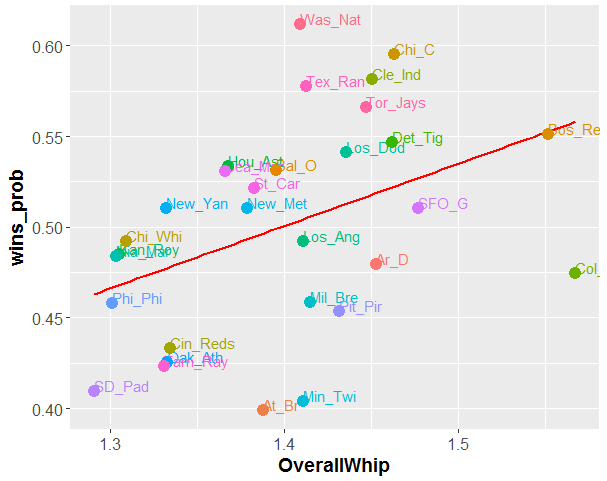 Was_Nat
0.60
Chi_C
Cle_Ind
Tex_Ran
Tor_Jays
0.55
Bos_Re
Det_Tig
Los_Dod
Hou_Ast
Bal_O
St_Car
New_Yan
New_Met
SFO_G
0.50
Chi_Whi
Los_Ang
Ar_D
Col_
Phi_Phi
Mil_Bre
Pit_Pir
0.45
Cin_Reds
Oak_Ath
SD_Pad
Min_Twi
At_Br
0.40
1.3
1.4
1.5
OverallWhip
wins_prob